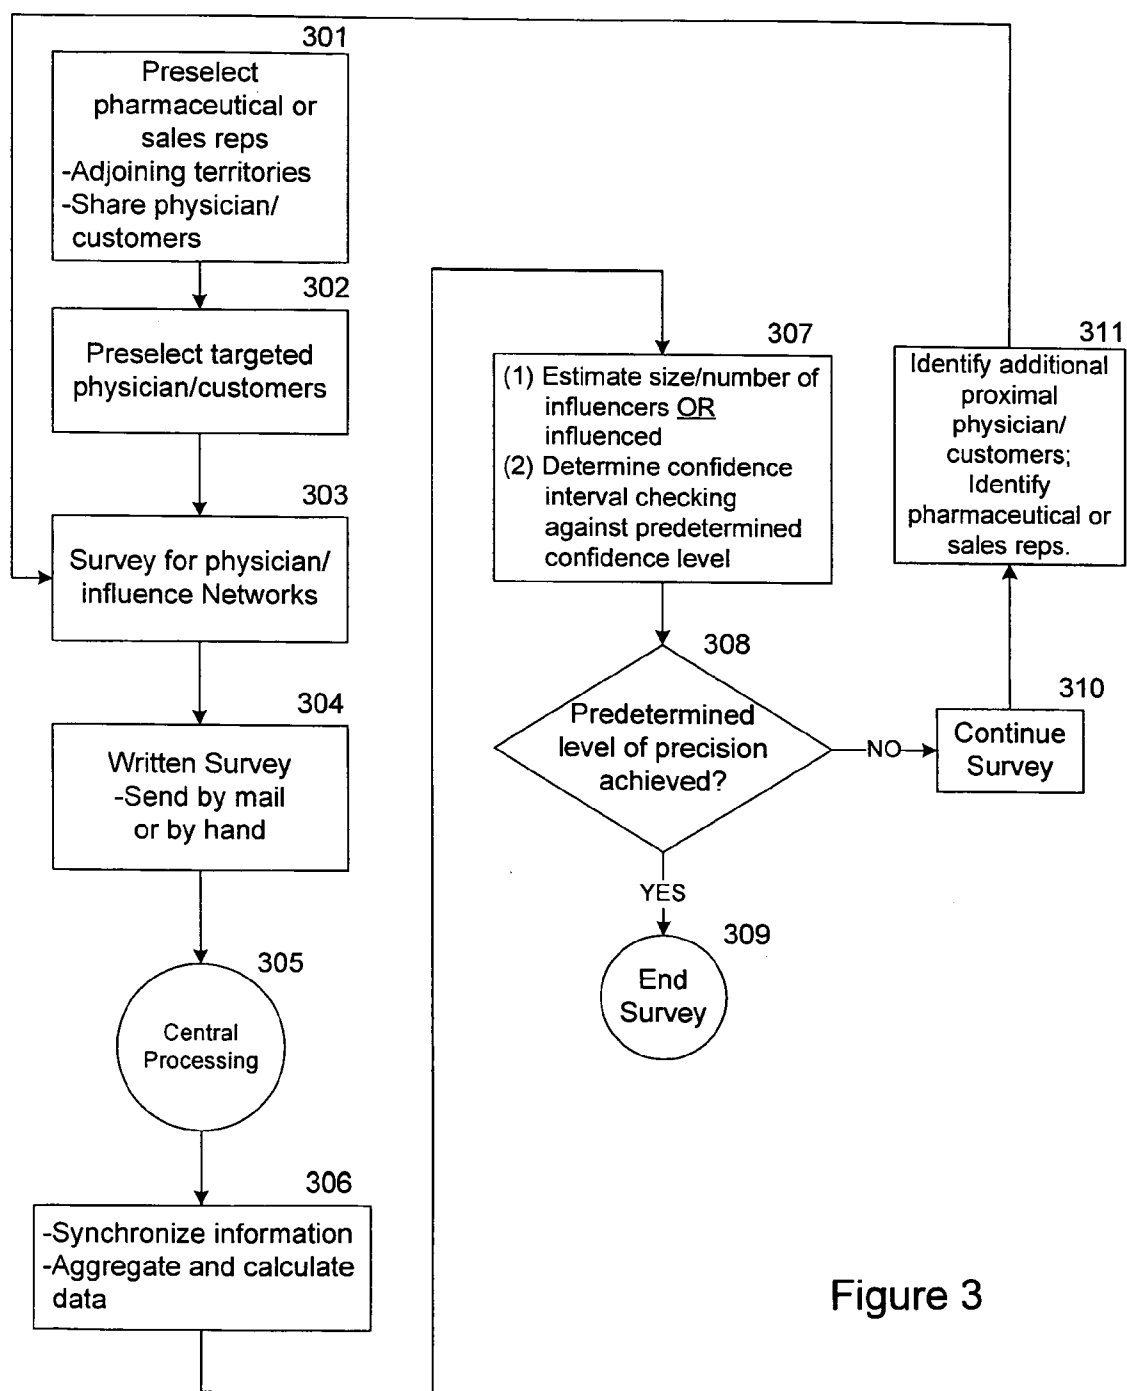 301
Preselect
pharmaceutical or
sales reps
-Adjoining territories
-Share physician/
customers
302
Preselect targeted
physician/customers
303
Survey for physician/
influence Networks
304
Written Survey
-Send by mail
or by hand
305
Central
Processing
306
-Synchronize information
-Aggregate and calculate
data
307
(1) Estimate size/number of
influencers OR
influenced
(2) Determine confidence
interval checking
against predetermined
confidence level
308
Predetermined
level of precision
achieved?
NO
YES
309
End
Survey
310
Continue
Survey
311
Identify additional
proximal
physician/
customers;
Identify
pharmaceutical or
sales reps.
Figure 3